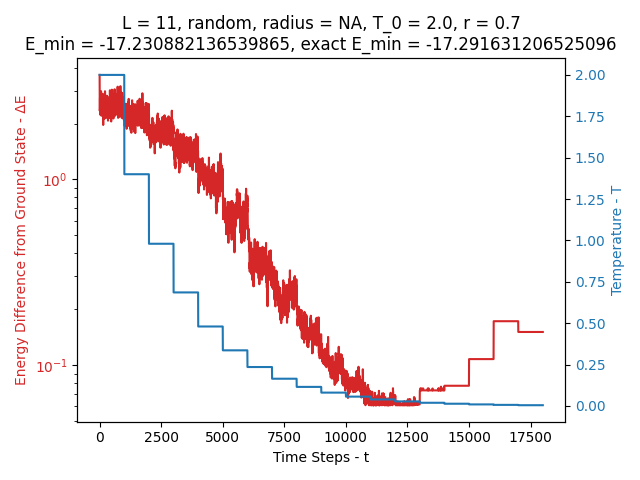 L = 11, random, radius = NA, T_0 = 2.0, r = 0.7
E_min = -17.230882136539865, exact E_min = -17.291631206525096
Energy Difference from Ground State - ΔE
10⁰
10⁻¹
2.00
1.75
1.50
1.25
1.00
0.75
0.50
0.25
0.00
Temperature - T
0 2500 5000 7500 10000 12500 15000 17500
Time Steps - t